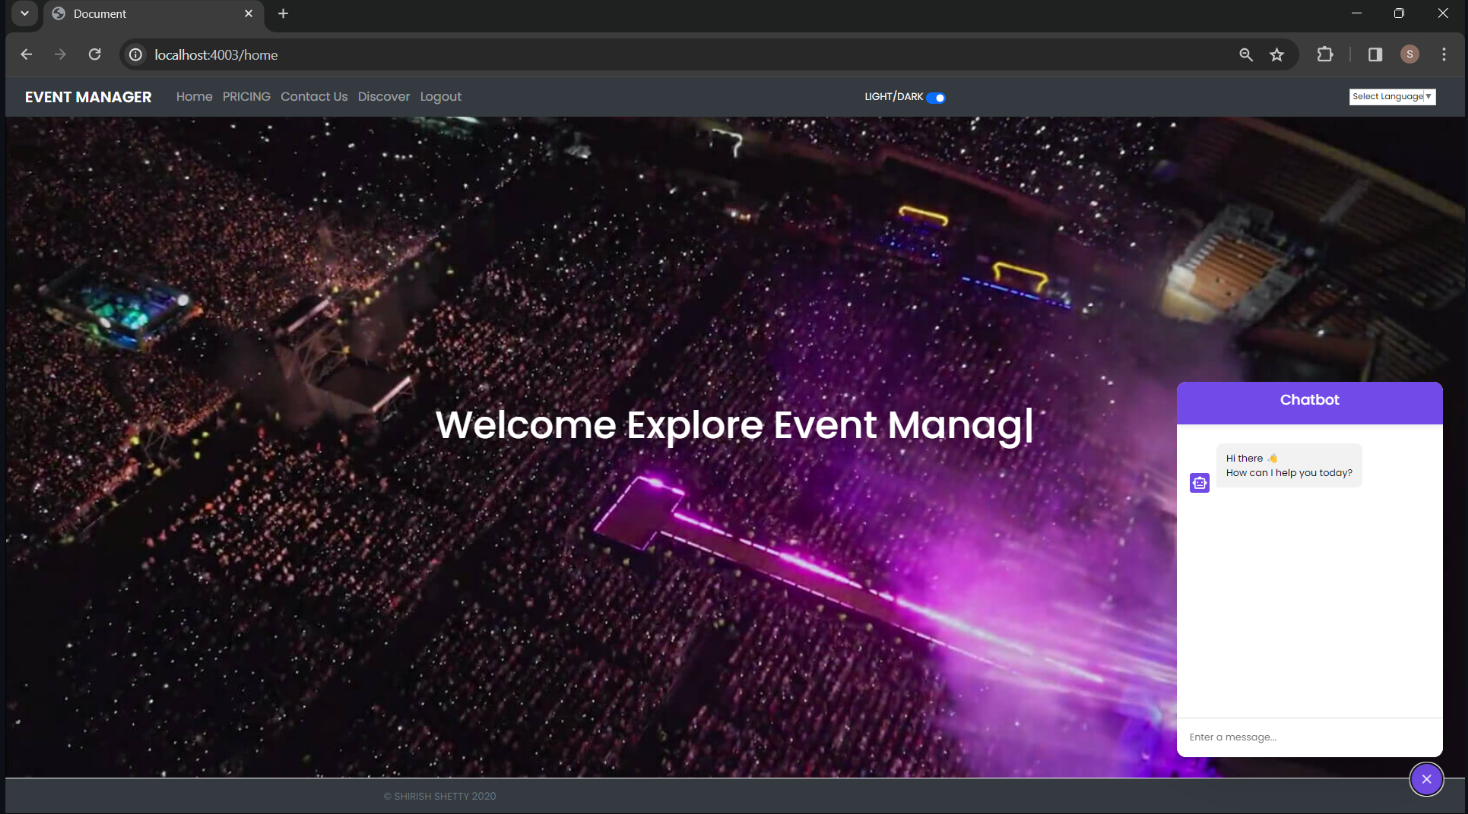 Document
localhost:4003/home
S
EVENT MANAGER Home PRICING Contact Us Discover Logout LIGHT/DARK Select Language▼
Welcome Explore Event Manag|
Chatbot
Hi there 👋
How can I help you today?
Enter a message...
© SHIRISH SHETTY 2020